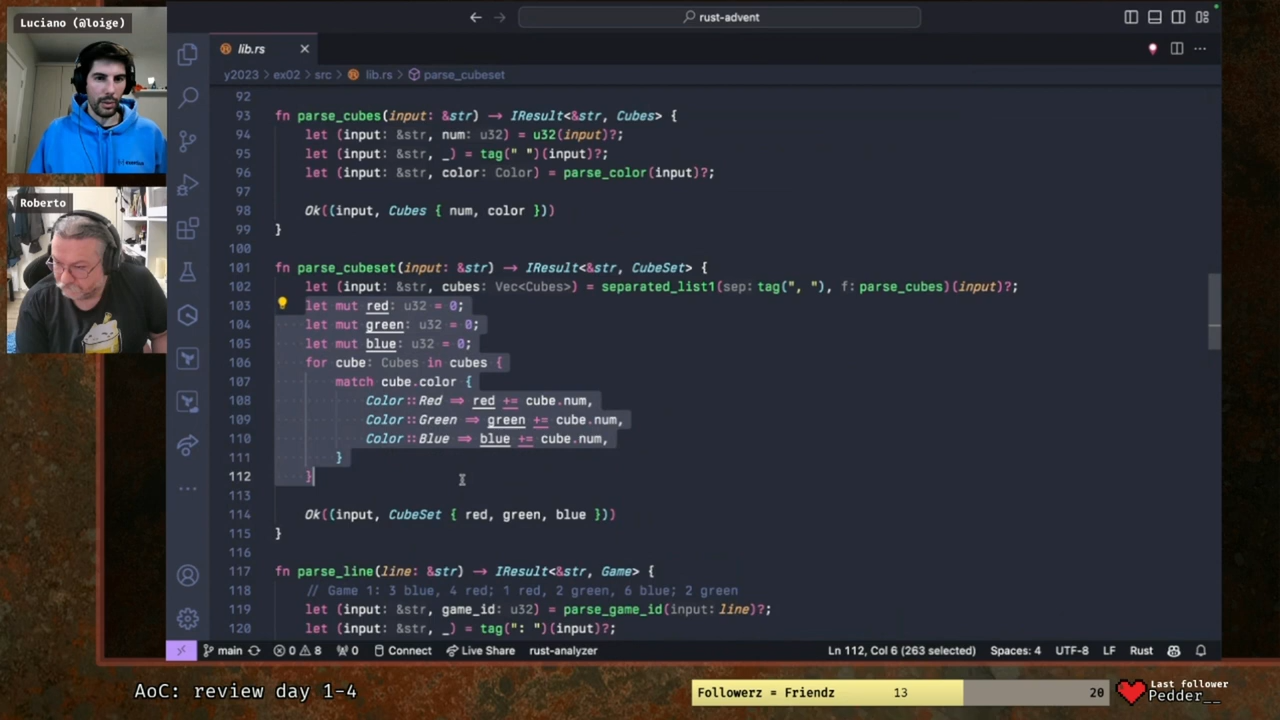 Luciano (@loige)
Roberto
rust-advent
lib.rs
y2023 > ex02 > src > lib.rs > parse_cubeset
92
93 fn parse_cubes(input: &str) → IResult<&str, Cubes> {
94 let (input: &str, num: u32) = u32(input)?;
95 let (input: &str, _) = tag(" ")(input)?;
96 let (input: &str, color: Color) = parse_color(input)?;
97
98 Ok((input, Cubes { num, color }))
99 }
100
101 fn parse_cubeset(input: &str) → IResult<&str, CubeSet> {
102 let (input: &str, cubes: Vec<Cubes>) = separated_list1(sep: tag(", "), f: parse_cubes)(input)?;
103 let mut red: u32 = 0;
104 let mut green: u32 = 0;
105 let mut blue: u32 = 0;
106 for cube: Cubes in cubes {
107 match cube.color {
108 Color::Red ⇒ red += cube.num,
109 Color::Green ⇒ green += cube.num,
110 Color::Blue ⇒ blue += cube.num,
111 }
112 }
113
114 Ok((input, CubeSet { red, green, blue }))
115 }
116
117 fn parse_line(line: &str) → IResult<&str, Game> {
118 // Game 1: 3 blue, 4 red; 1 red, 2 green, 6 blue; 2 green
119 let (input: &str, game_id: u32) = parse_game_id(input: line)?;
120 let (input: &str, _) = tag(": ")(input)?;
main 0 8 0 Connect Live Share rust-analyzer Ln 112, Col 6 (263 selected) Spaces: 4 UTF-8 LF Rust
AoC: review day 1-4
Followerz = Friendz 13 20
Last follower
Pedder__